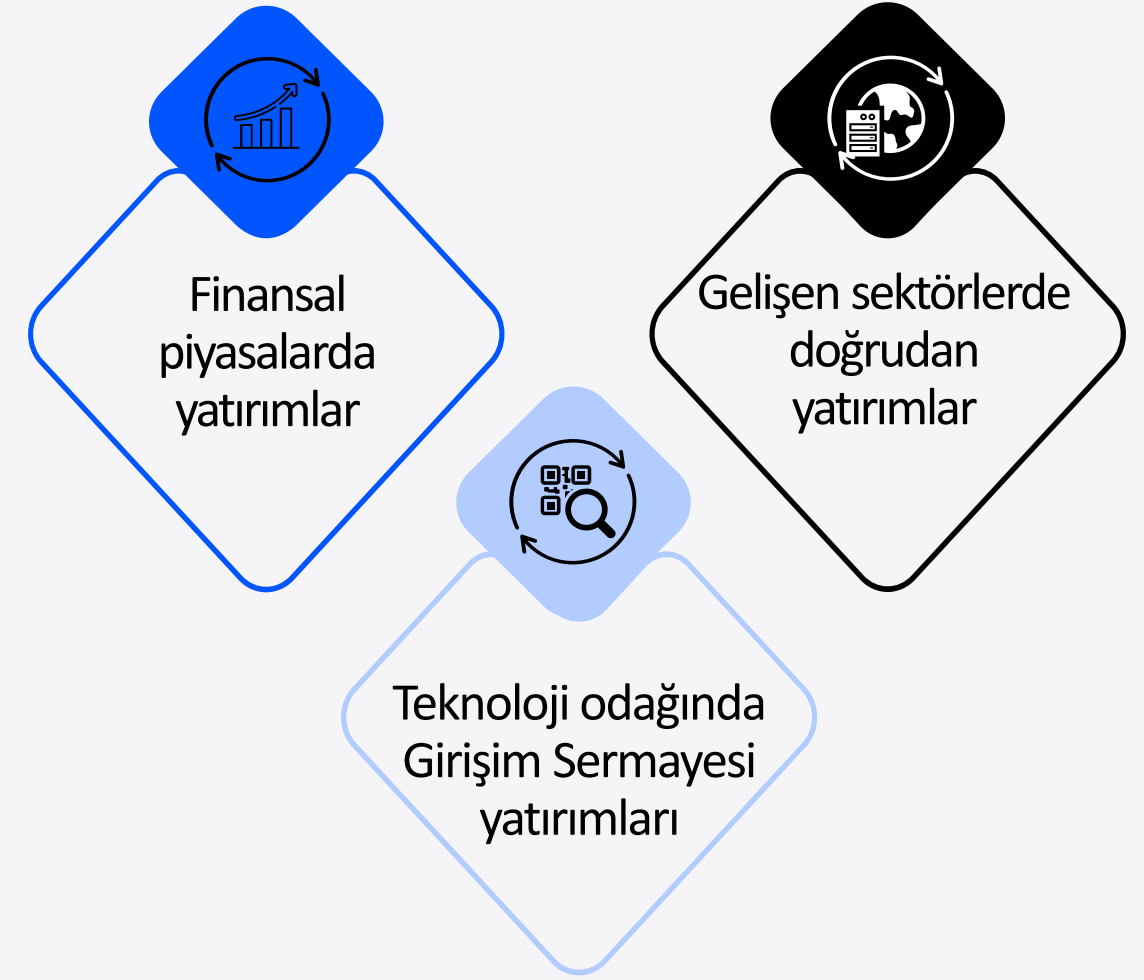 Finansal
piyasalarda
yatırımlar
Gelişen sektörlerde
doğrudan
yatırımlar
Teknoloji odağında
Girişim Sermayesi
yatırımları